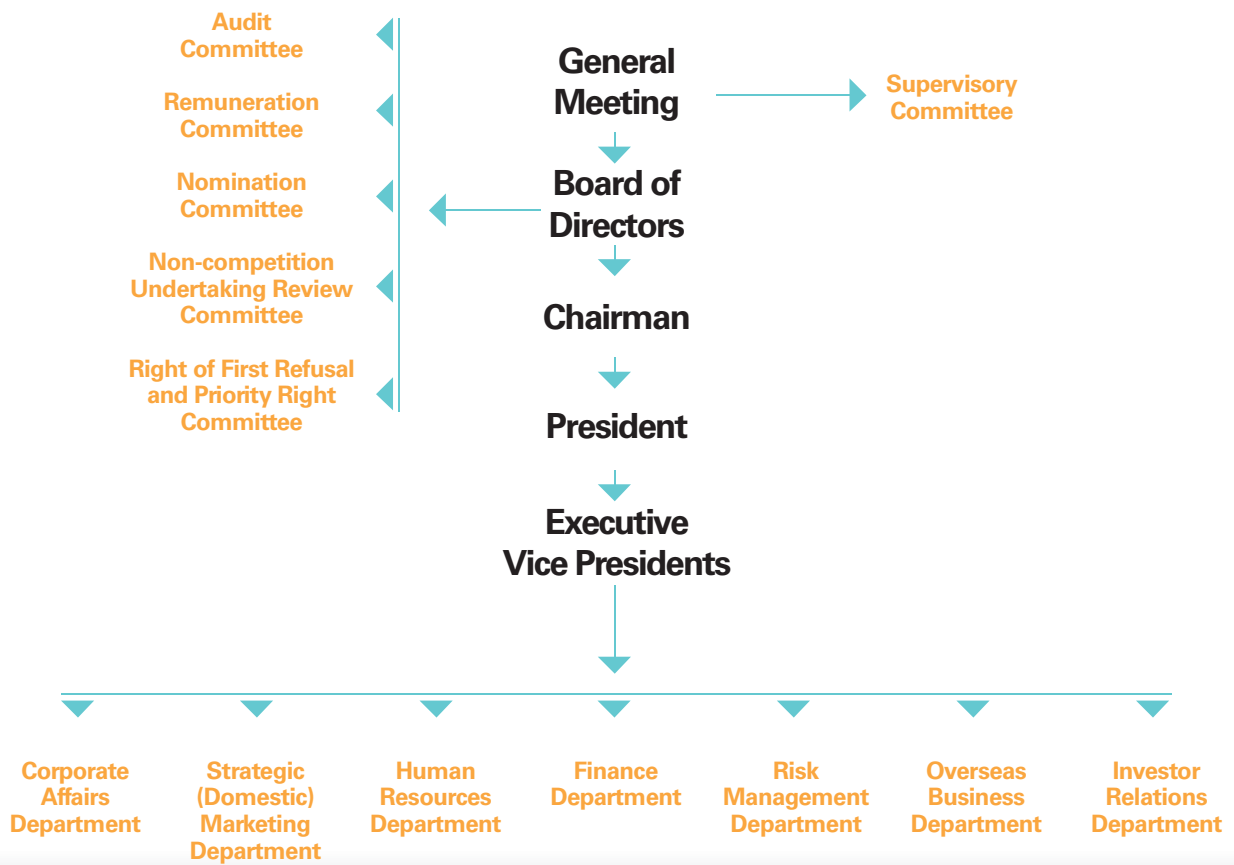 Audit
Committee
Remuneration
Committee
Nomination
Committee
Non-competition
Undertaking Review
Committee
Right of First Refusal
and Priority Right
Committee
General
Meeting
Supervisory
Committee
Board of
Directors
Chairman
President
Executive
Vice Presidents
Corporate
Affairs
Department
Strategic
(Domestic)
Marketing
Department
Human
Resources
Department
Finance
Department
Risk
Management
Department
Overseas
Business
Department
Investor
Relations
Department